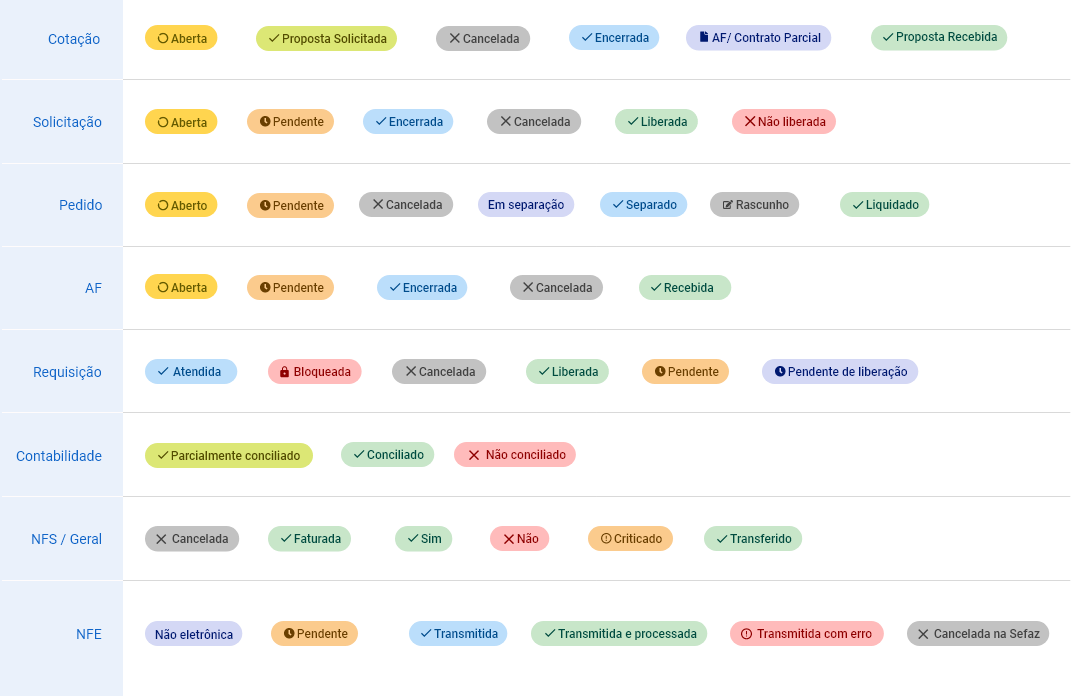 Cotação Aberta Proposta Solicitada Cancelada Encerrada AF/ Contrato Parcial Proposta Recebida
Solicitação Aberta Pendente Encerrada Cancelada Liberada Não liberada
Pedido Aberto Pendente Cancelada Em separação Separado Rascunho Liquidado
AF Aberta Pendente Encerrada Cancelada Recebida
Requisição Atendida Bloqueada Cancelada Liberada Pendente Pendente de liberação
Contabilidade Parcialmente conciliado Conciliado Não conciliado
NFS / Geral Cancelada Faturada Sim Não Criticado Transferido
NFE Não eletrônica Pendente Transmitida Transmitida e processada Transmitida com erro Cancelada na Sefaz